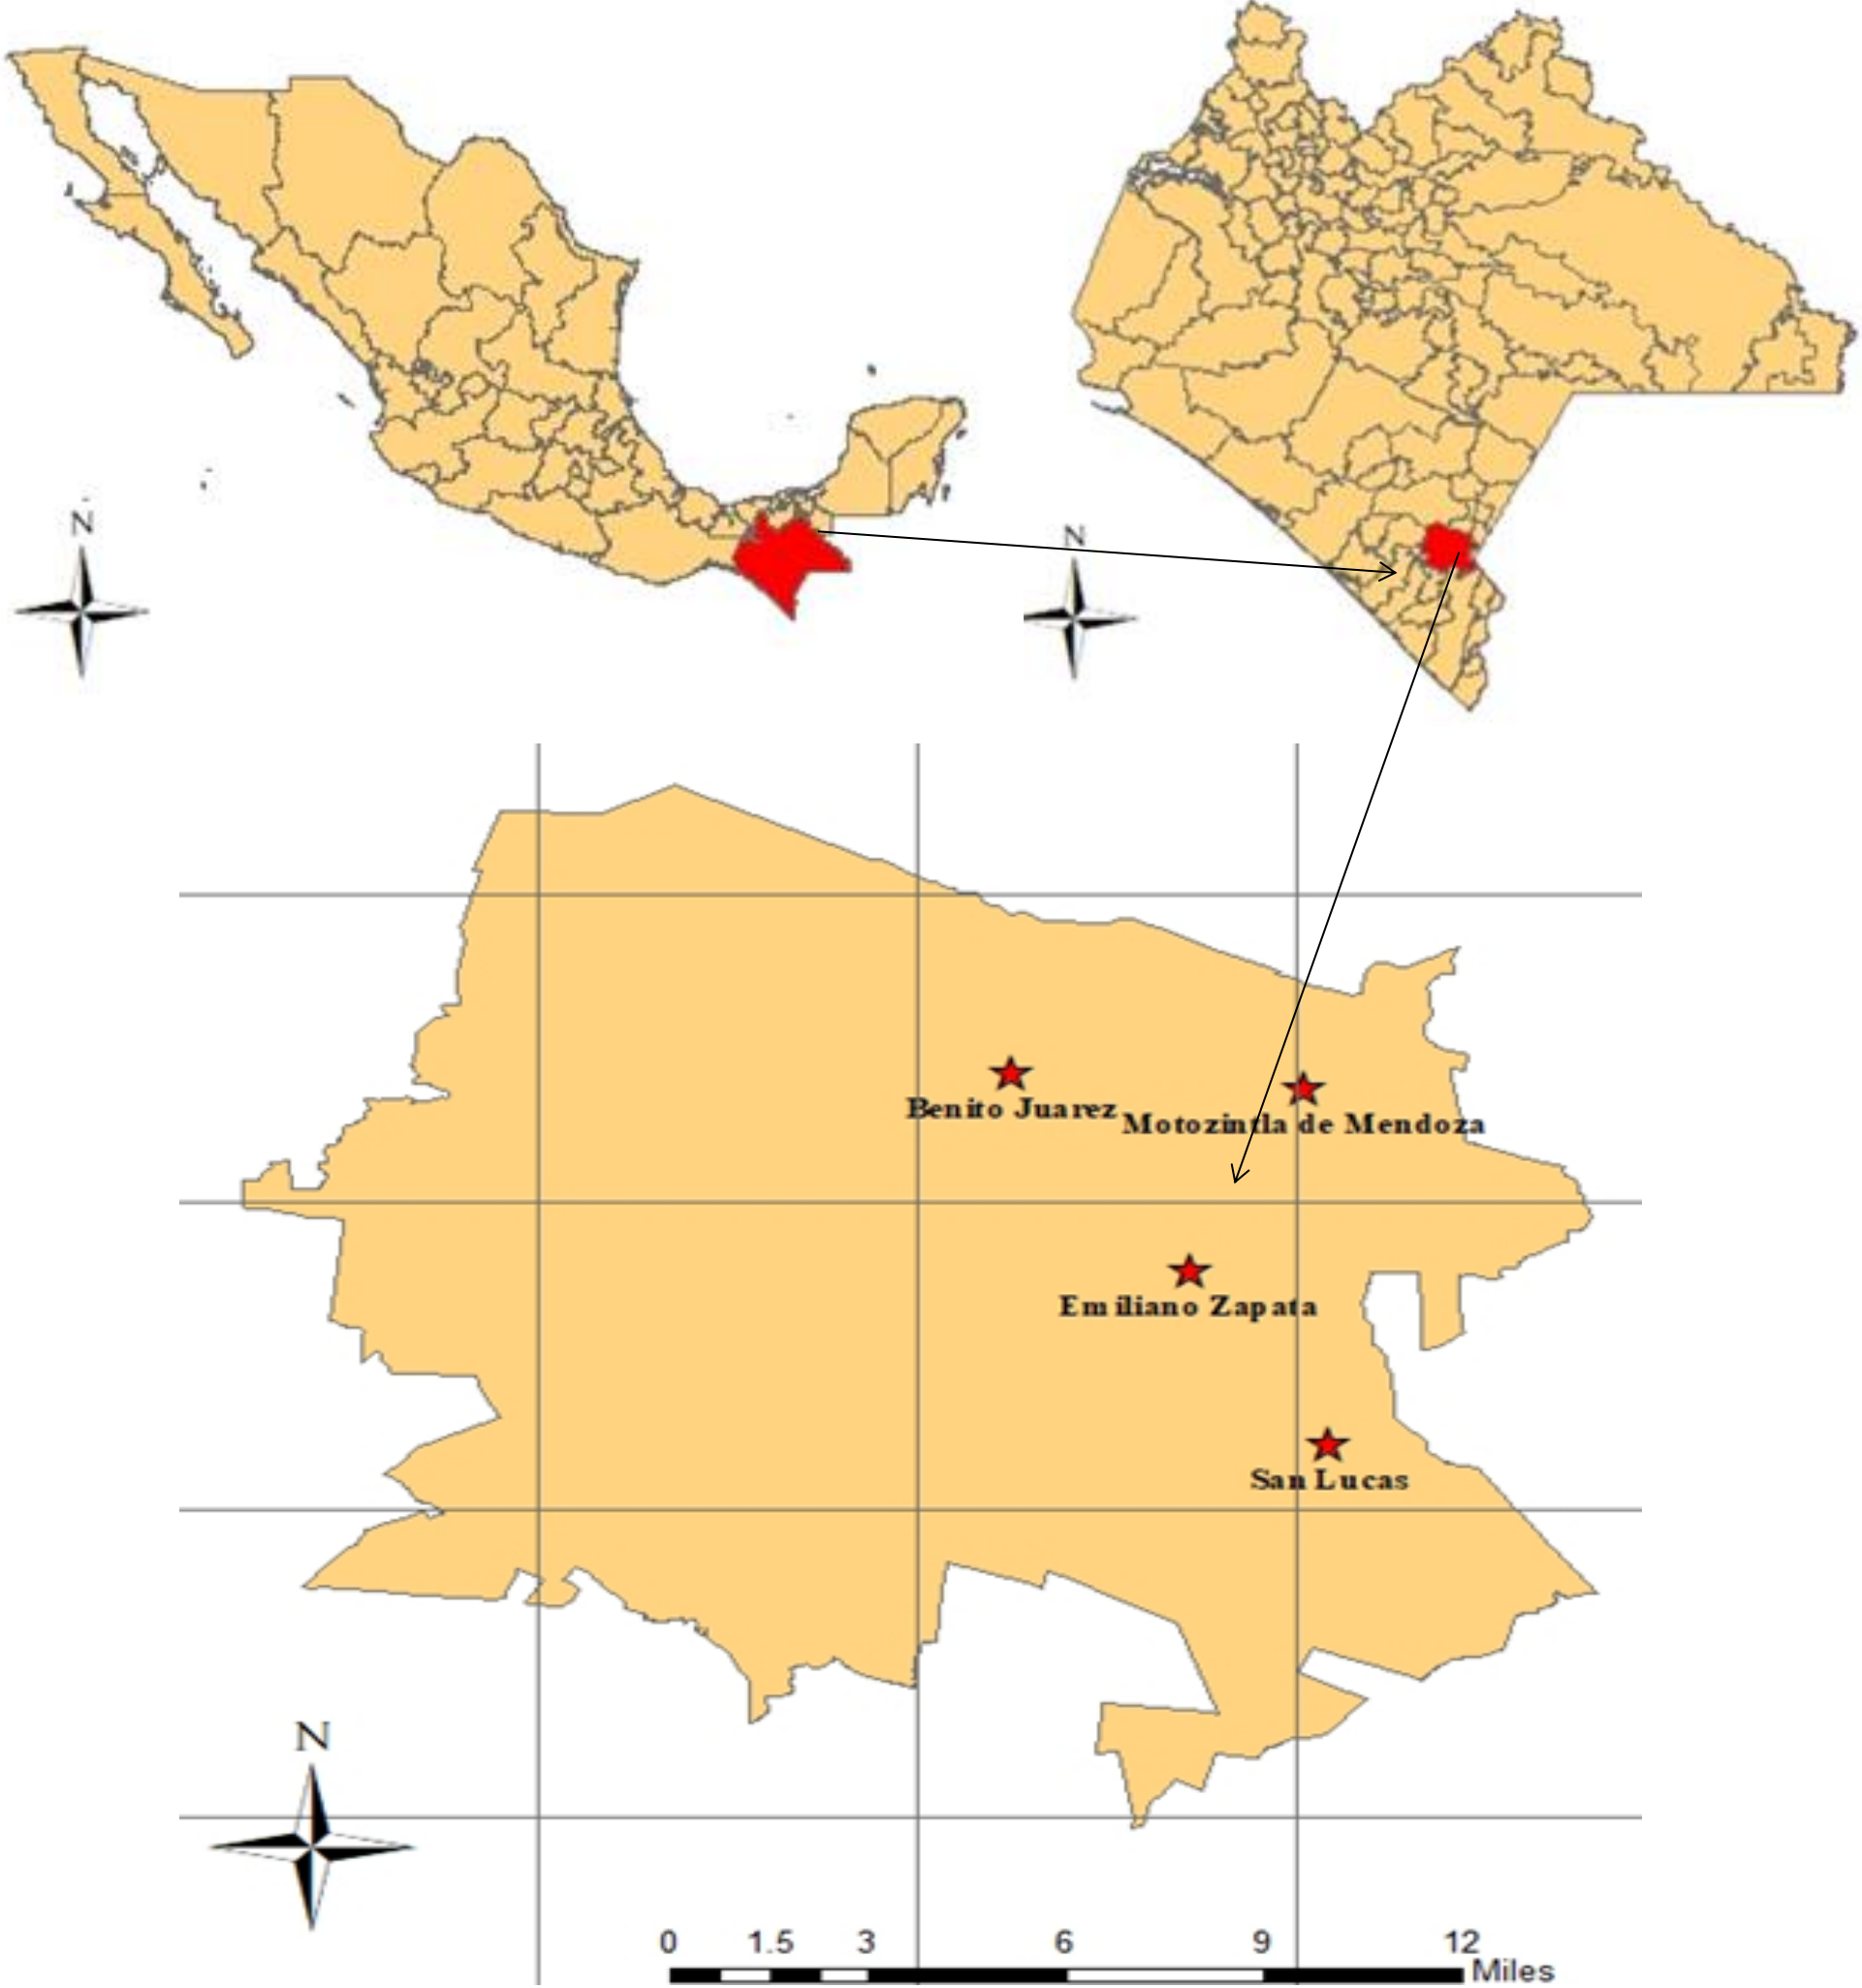 N
N
Benito Juarez
Motozintla de Mendoza
Emiliano Zapata
San Lucas
N
0 1.5 3 6 9 12
Miles